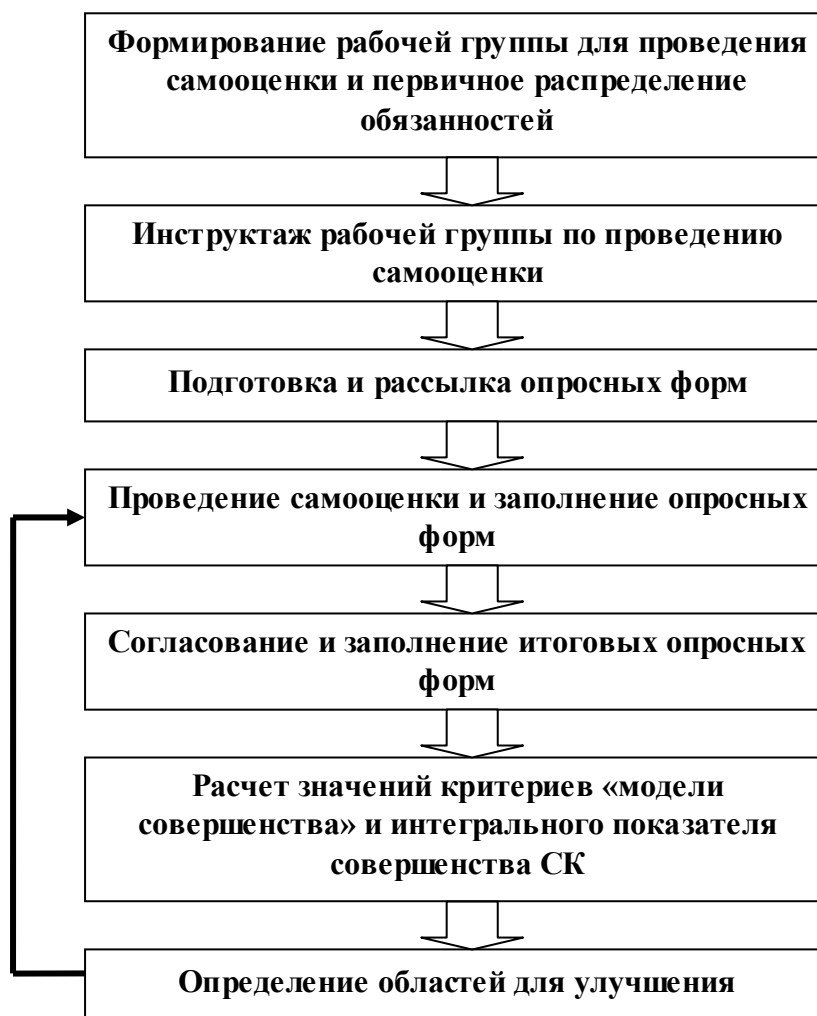 Формирование рабочей группы для проведения
самооценки и первичное распределение
обязанностей
Инструктаж рабочей группы по проведению
самооценки
Подготовка и рассылка опросных форм
Проведение самооценки и заполнение опросных
форм
Согласование и заполнение итоговых опросных
форм
Расчет значений критериев «модели
совершенства» и интегрального показателя
совершенства СК
Определение областей для улучшения